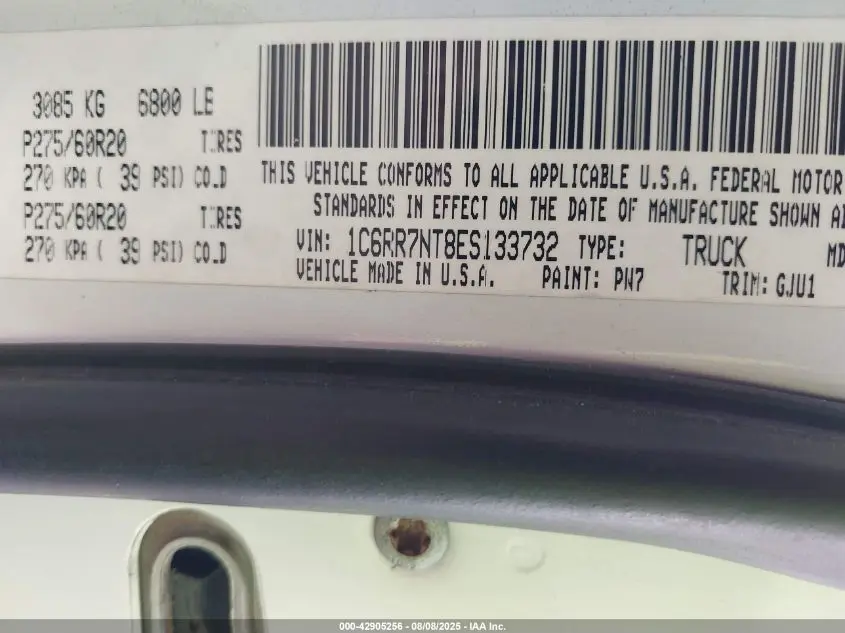 3085 KG 6800 LB
P275/60R20 TIRES
270 KPA ( 39 PSI) COLD
P275/60R20 TIRES
270 KPA ( 39 PSI) COLD
THIS VEHICLE CONFORMS TO ALL APPLICABLE U.S.A. FEDERAL MOTOR
STANDARDS IN EFFECT ON THE DATE OF MANUFACTURE SHOWN
VIN: 1C6RR7NT8ES133732 TYPE: TRUCK MD
VEHICLE MADE IN U.S.A. PAINT: PW7 TRIM: GJU1
000-42905256 - 08/08/2025 - IAA Inc.